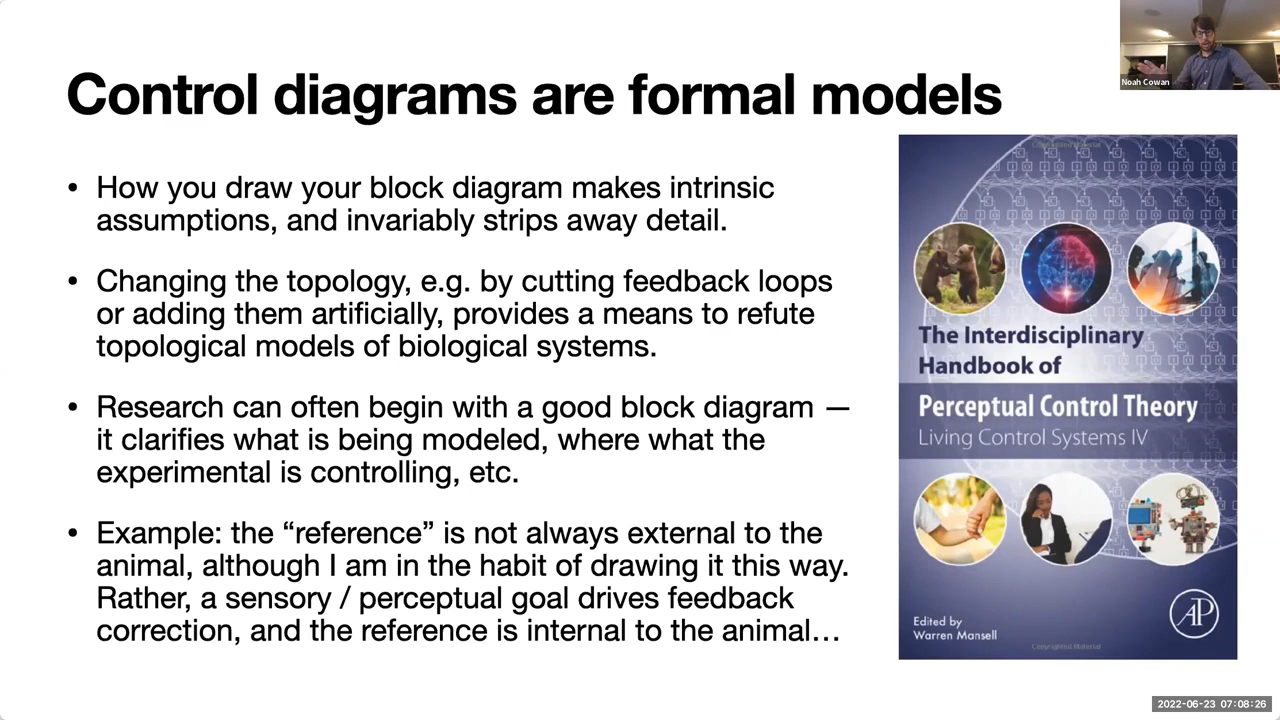 Noah Cowan
Control diagrams are formal models
• How you draw your block diagram makes intrinsic
assumptions, and invariably strips away detail.
• Changing the topology, e.g. by cutting feedback loops
or adding them artificially, provides a means to refute
topological models of biological systems.
• Research can often begin with a good block diagram —
it clarifies what is being modeled, where what the
experimental is controlling, etc.
• Example: the “reference” is not always external to the
animal, although I am in the habit of drawing it this way.
Rather, a sensory / perceptual goal drives feedback
correction, and the reference is internal to the animal…
Copyrighted Material
The Interdisciplinary
Handbook of
Perceptual Control Theory
Living Control Systems IV
AP
Edited by
Warren Mansell
Copyrighted Material
2022-06-23 07:08:26